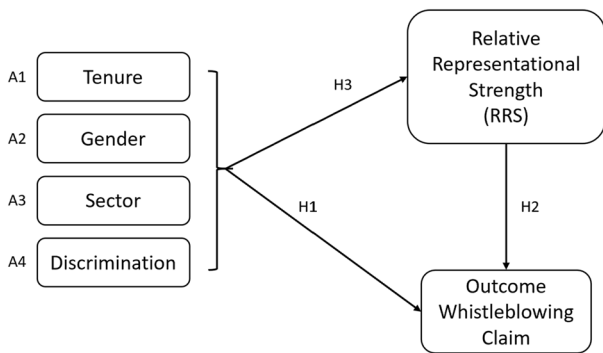 A1
Tenure
A2
Gender
A3
Sector
A4
Discrimination
H3
H1
Relative
Representational
Strength
(RRS)
H2
Outcome
Whistleblowing
Claim